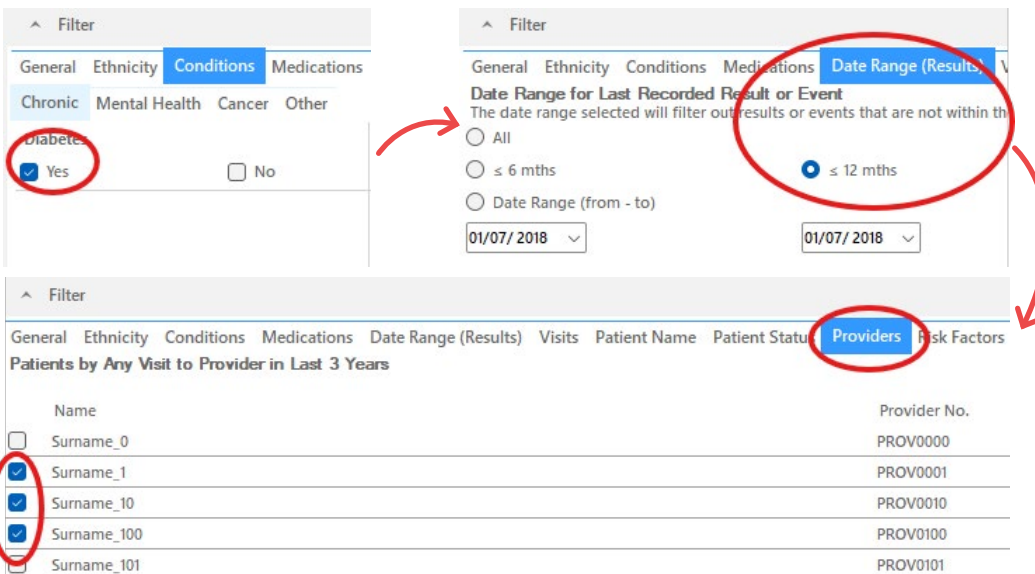 Filter
General Ethnicity Conditions Medications
Chronic Mental Health Cancer Other
Diabetes
Yes No
Filter
General Ethnicity Conditions Medications Date Range (Results)
Date Range for Last Recorded Result or Event
The date range selected will filter out results or events that are not within
All
≤ 6 mths ≤ 12 mths
Date Range (from - to)
01/07/ 2018 01/07/ 2018
Filter
General Ethnicity Conditions Medications Date Range (Results) Visits Patient Name Patient Status Providers Risk Factors
Patients by Any Visit to Provider in Last 3 Years
Name Provider No.
Surname_0 PROV0000
Surname_1 PROV0001
Surname_10 PROV0010
Surname_100 PROV0100
Surname_101 PROV0101